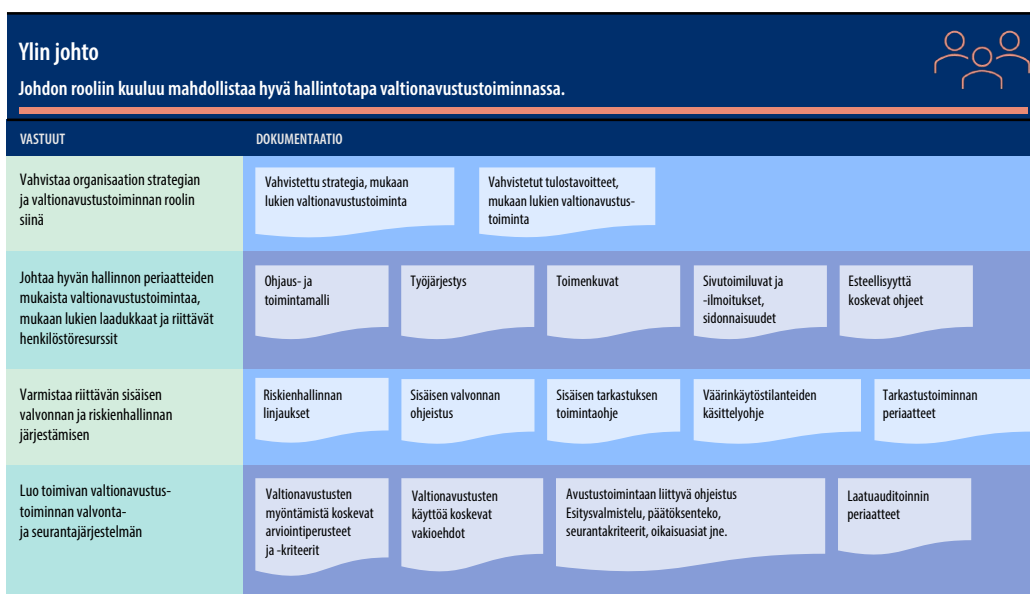 Ylin johto
Johdon rooliin kuuluu mahdollistaa hyvä hallintotapa valtionavustustoiminnassa.
VASTUUT
DOKUMENTAATIO
Vahvistaa organisaation strategian
ja valtionavustustoiminnan roolin
siinä
Vahvistettu strategia, mukaan
lukien valtionavustustoiminta
Vahvistetut tulostavoitteet,
mukaan lukien valtionavustus-
toiminta
Johtaa hyvän hallinnon periaatteiden
mukaista valtionavustustoimintaa,
mukaan lukien laadukkaat ja riittävät
henkilöstöresurssit
Ohjaus- ja
toimintamalli
Työjärjestys
Toimenkuvat
Sivutoimiluvat ja
-ilmoitukset,
sidonnaisuudet
Esteellisyyttä
koskevat ohjeet
Varmistaa riittävän sisäisen
valvonnan ja riskienhallinnan
järjestämisen
Riskienhallinnan
linjaukset
Sisäisen valvonnan
ohjeistus
Sisäisen tarkastuksen
toimintaohje
Väärinkäytöstilanteiden
käsittelyohje
Tarkastustoiminnan
periaatteet
Luo toimivan valtionavustus-
toiminnan valvonta-
ja seurantajärjestelmän
Valtionavustusten
myöntämistä koskevat
arviointiperusteet
ja -kriteerit
Valtionavustusten
käyttöä koskevat
vakioehdot
Avustustoimintaan liittyvä ohjeistus
Esitysvalmistelu, päätöksenteko,
seurantakriteerit, oikaisuasiat jne.
Laatuauditoinnin
periaatteet